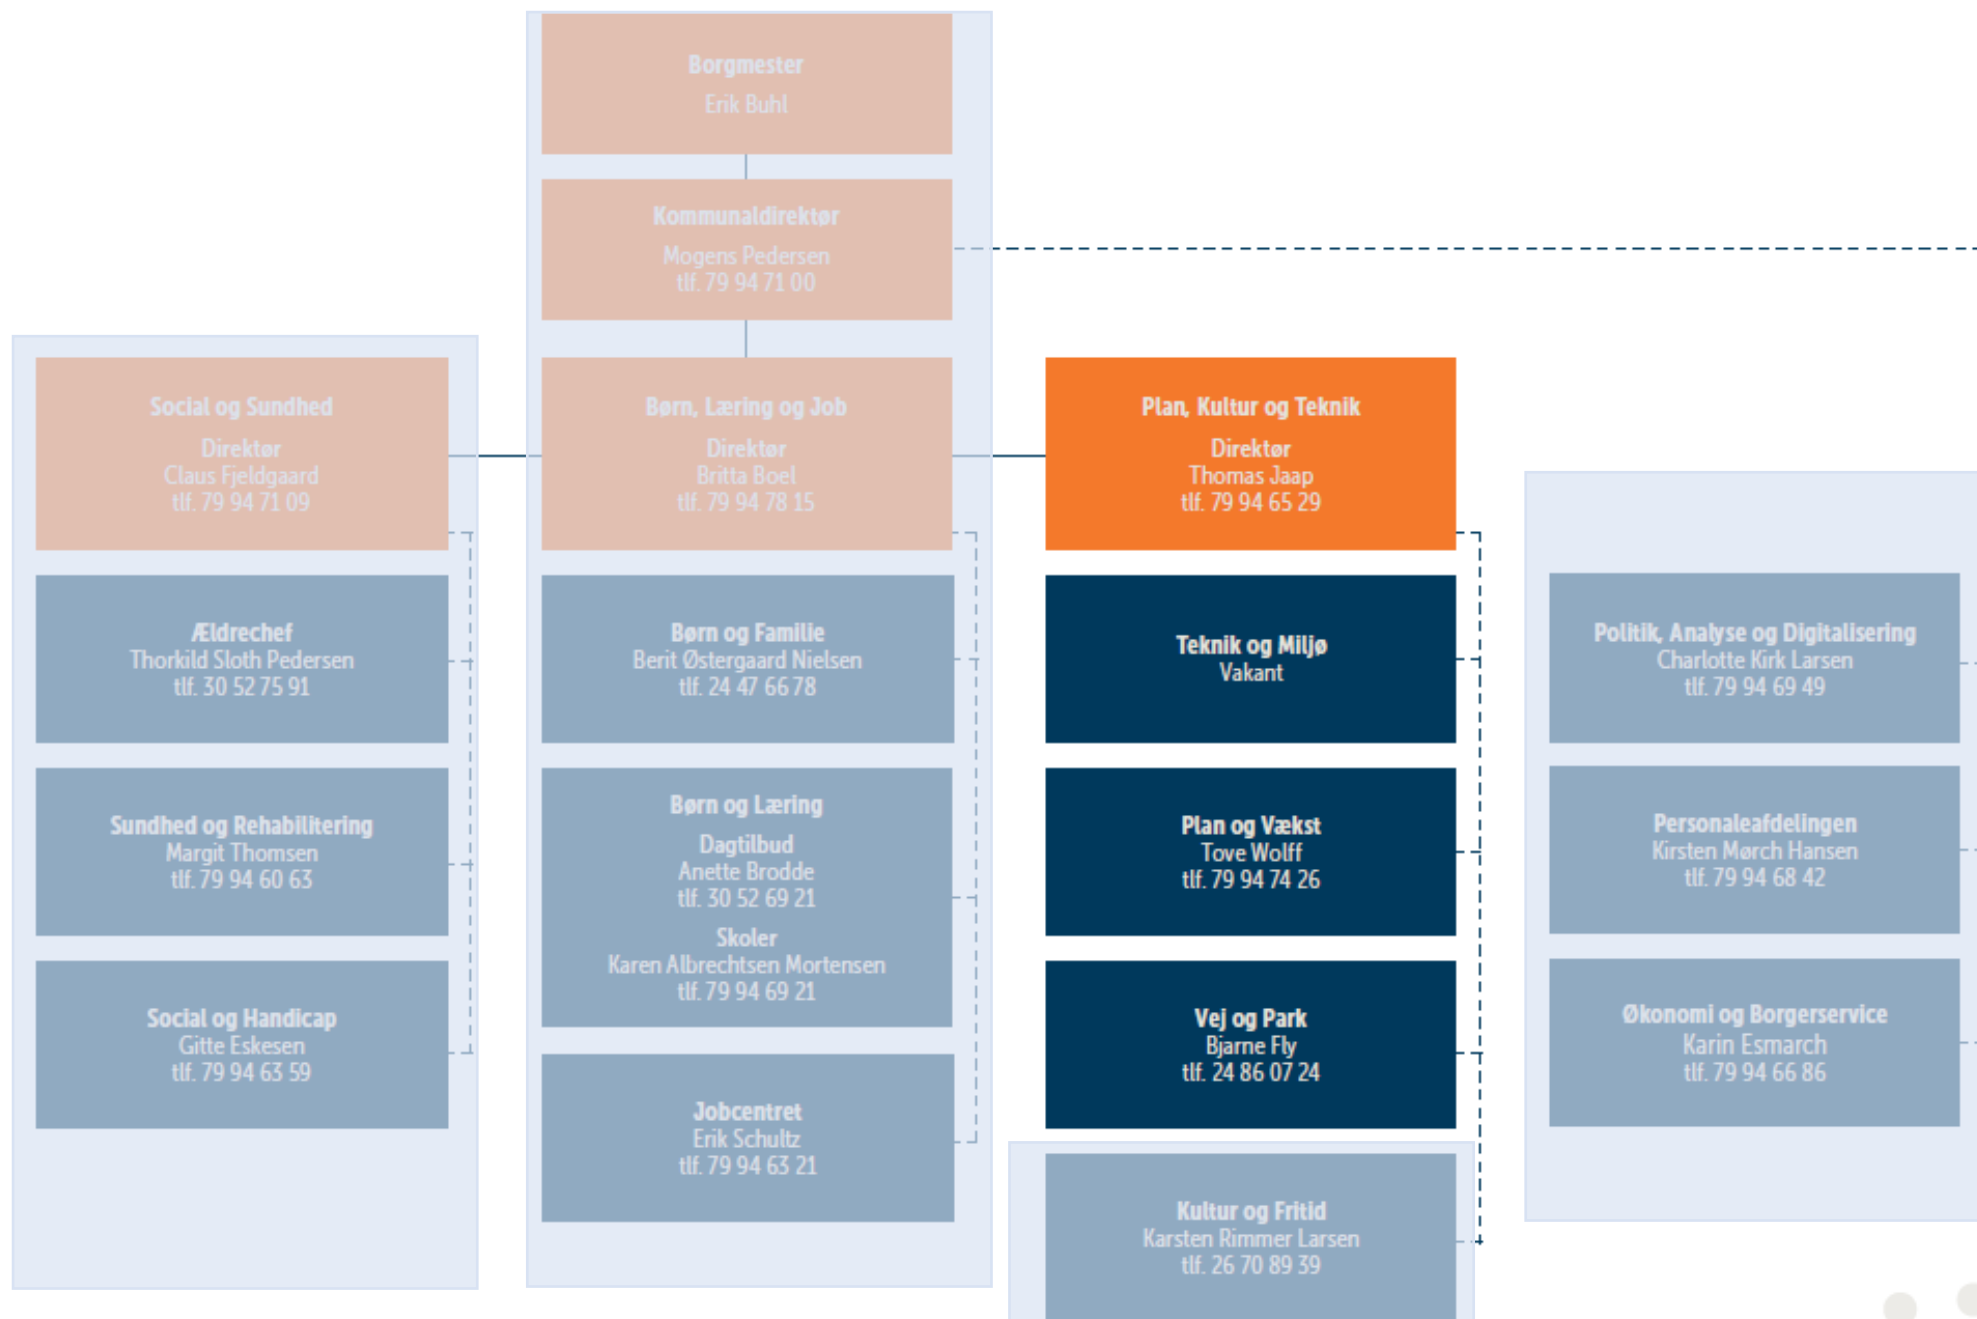 Borgmester
Erik Buhl
Kommunaldirektør
Mogens Pedersen
tlf. 79 94 71 00
Social og Sundhed
Direktør
Claus Fjeldgaard
tlf. 79 94 71 09
Ældrechef
Thorkild Sloth Pedersen
tlf. 30 52 75 91
Sundhed og Rehabilitering
Margit Thomsen
tlf. 79 94 60 63
Social og Handicap
Gitte Eskesen
tlf. 79 94 63 59
Børn, Læring og Job
Direktør
Britta Boel
tlf. 79 94 78 15
Børn og Familie
Berit Østergaard Nielsen
tlf. 24 47 66 78
Børn og Læring
Dagtilbud
Anette Brodde
tlf. 30 52 69 21
Skoler
Karen Albrechtsen Mortensen
tlf. 79 94 69 21
Jobcentret
Erik Schultz
tlf. 79 94 63 21
Plan, Kultur og Teknik
Direktør
Thomas Jaap
tlf. 79 94 65 29
Teknik og Miljø
Vakant
Plan og Vækst
Tove Wolff
tlf. 79 94 74 26
Vej og Park
Bjarne Fly
tlf. 24 86 07 24
Kultur og Fritid
Karsten Rimmer Larsen
tlf. 26 70 89 39
Politik, Analyse og Digitalisering
Charlotte Kirk Larsen
tlf. 79 94 69 49
Personaleafdelingen
Kirsten Mørch Hansen
tlf. 79 94 68 42
Økonomi og Borgerservice
Karin Esmarch
tlf. 79 94 66 86